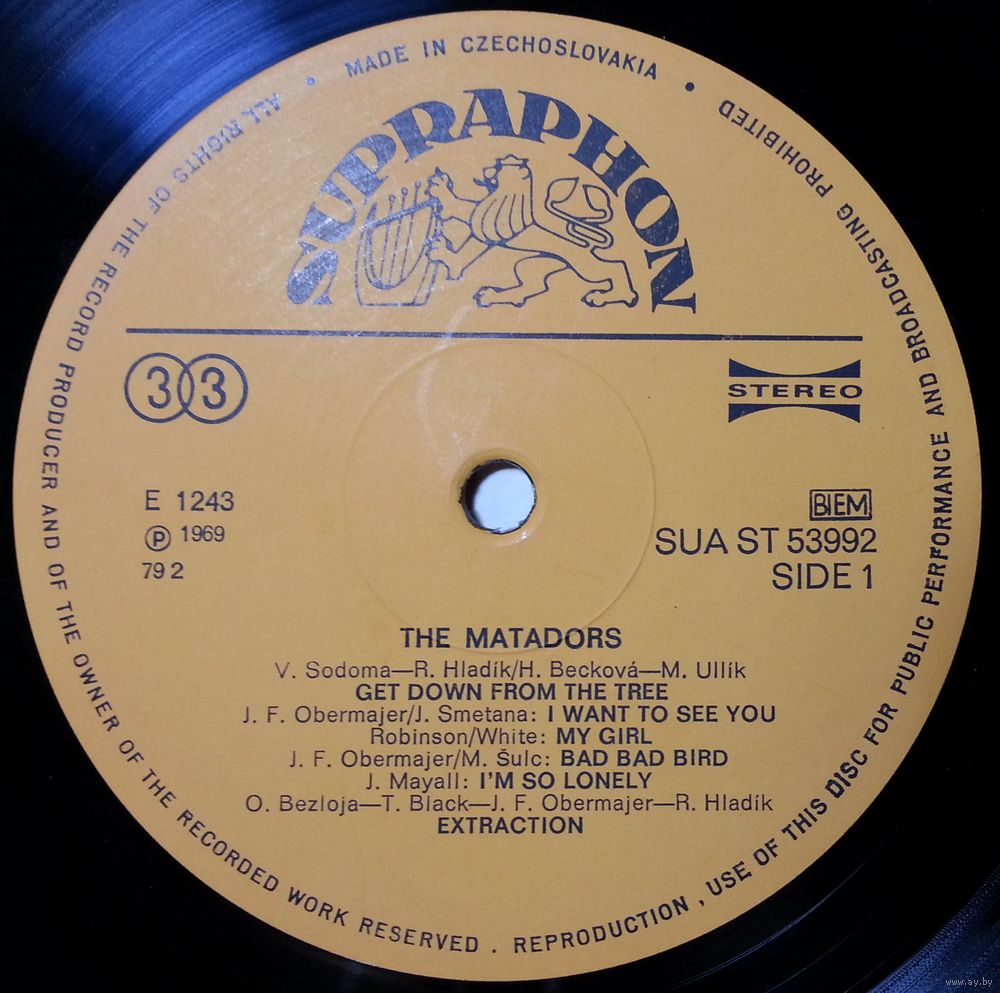 MADE IN CZECHOSLOVAKIA
SUPRAPHON
33
STEREO
E 1243
Ⓟ 1969
79 2
BIEM
SUA ST 53992
SIDE 1
THE MATADORS
V. Sodoma—R. Hladík/H. Becková—M. Ullík
GET DOWN FROM THE TREE
J. F. Obermajer/J. Smetana: I WANT TO SEE YOU
Robinson/White: MY GIRL
J. F. Obermajer/M. Šulc: BAD BAD BIRD
J. Mayall: I'M SO LONELY
O. Bezloja—T. Black—J. F. Obermajer—R. Hladík
EXTRACTION
ALL RIGHTS OF THE RECORD PRODUCER AND OF THE OWNER OF THE RECORDED WORK RESERVED . REPRODUCTION , USE OF THIS DISC FOR PUBLIC PERFORMANCE AND BROADCASTING PROHIBITED
www.ay.by